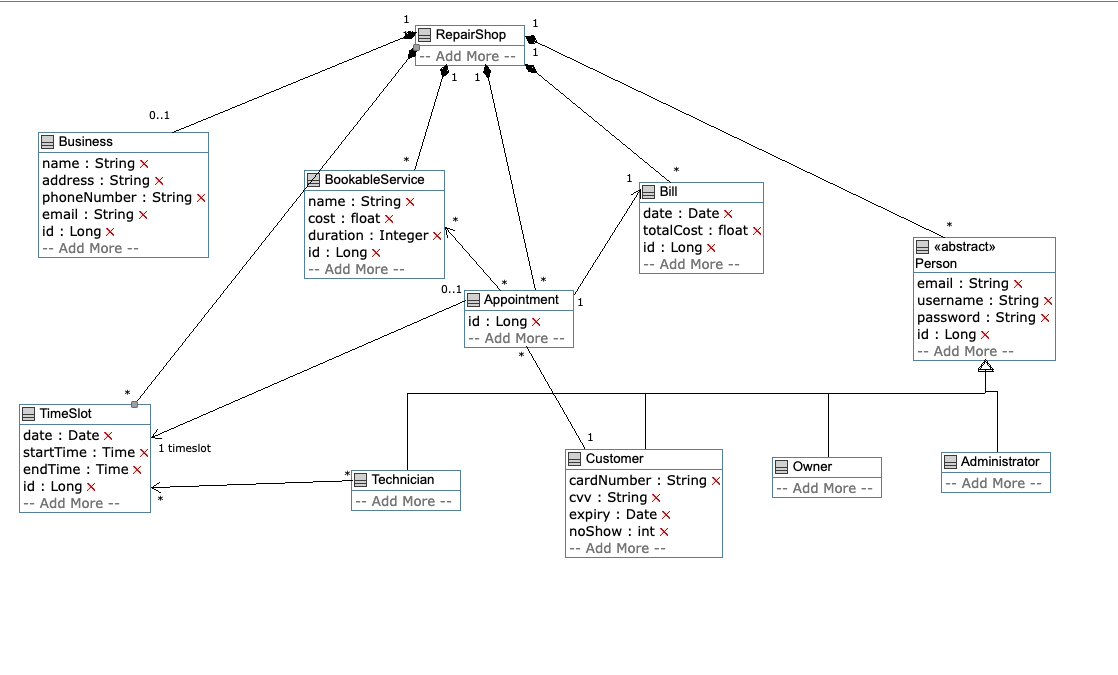 1
RepairShop
1
-- Add More --
1
1
1
1
0..1
Business
name : String
address : String
phoneNumber : String
email : String
id : Long
-- Add More --
*
BookableService
name : String
cost : float
duration : Integer
id : Long
-- Add More --
*
1
Bill
date : Date
totalCost : float
id : Long
-- Add More --
*
*
«abstract»
Person
email : String
username : String
password : String
id : Long
-- Add More --
*
*
0..1
Appointment
id : Long
-- Add More --
1
*
1
*
TimeSlot
date : Date
startTime : Time
endTime : Time
id : Long
-- Add More --
1 timeslot
*
*
Technician
-- Add More --
Customer
cardNumber : String
cvv : String
expiry : Date
noShow : int
-- Add More --
Owner
-- Add More --
Administrator
-- Add More --